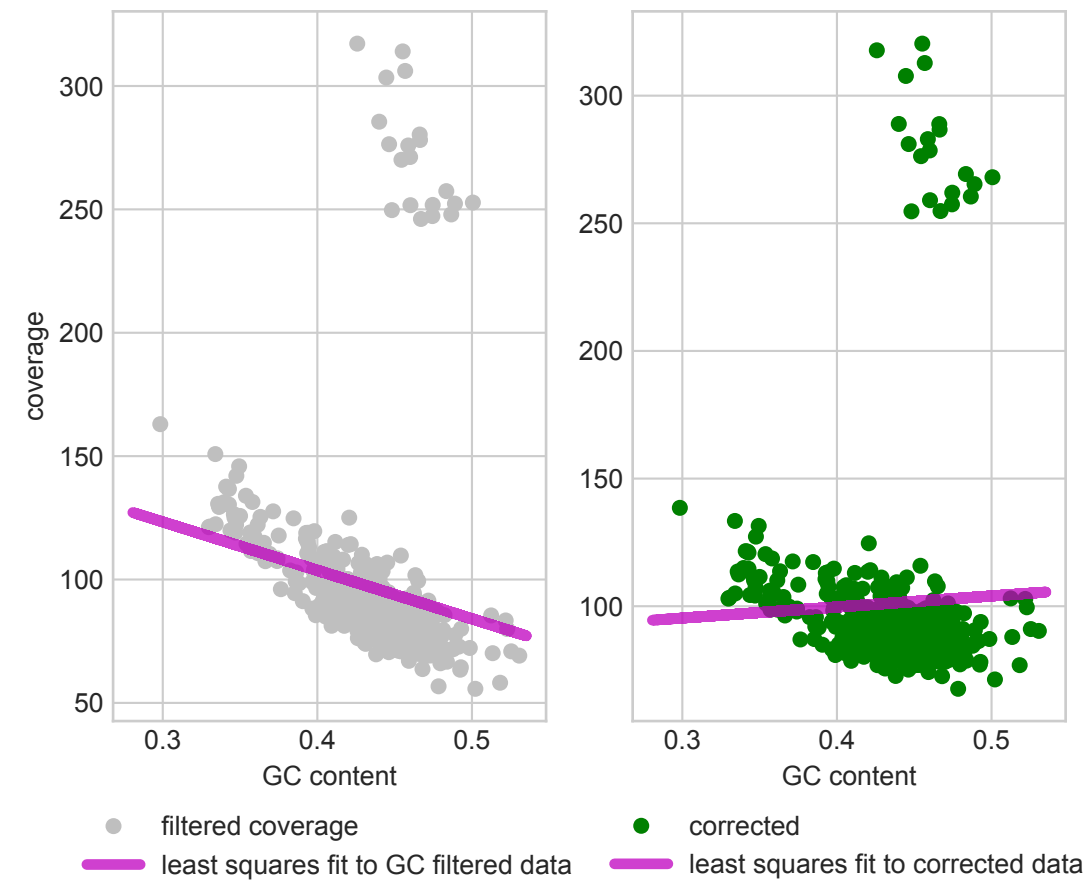 300
250
200
150
100
50
coverage
0.3
0.4
0.5
GC content
filtered coverage
least squares fit to GC filtered data
300
250
200
150
100
0.3
0.4
0.5
GC content
corrected
least squares fit to corrected data